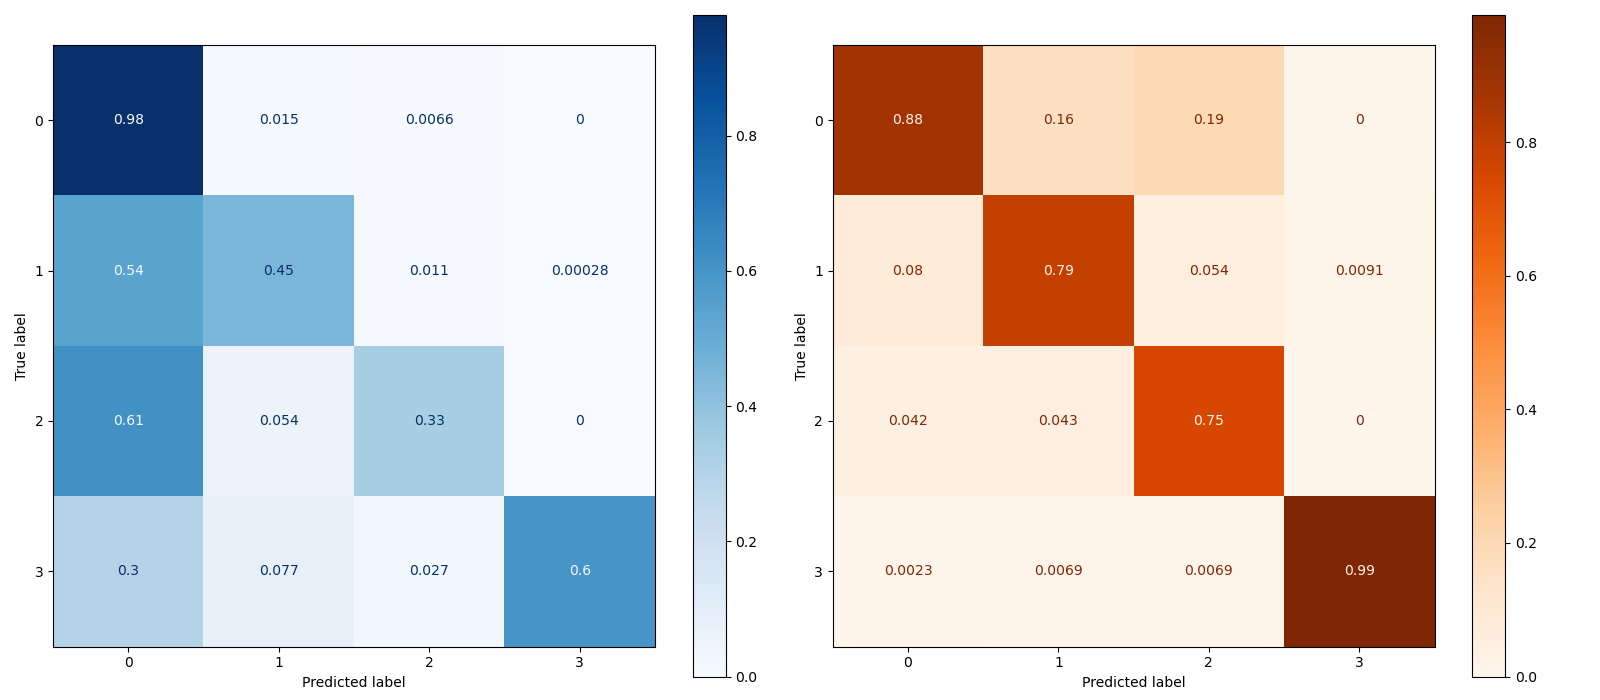 0 0.98 0.015 0.0066 0
1 0.54 0.45 0.011 0.00028
2 0.61 0.054 0.33 0
3 0.3 0.077 0.027 0.6
0 1 2 3
Predicted label
True label
0.8
0.6
0.4
0.2
0.0
0 0.88 0.16 0.19 0
1 0.08 0.79 0.054 0.0091
2 0.042 0.043 0.75 0
3 0.0023 0.0069 0.0069 0.99
0 1 2 3
Predicted label
True label
0.8
0.6
0.4
0.2
0.0